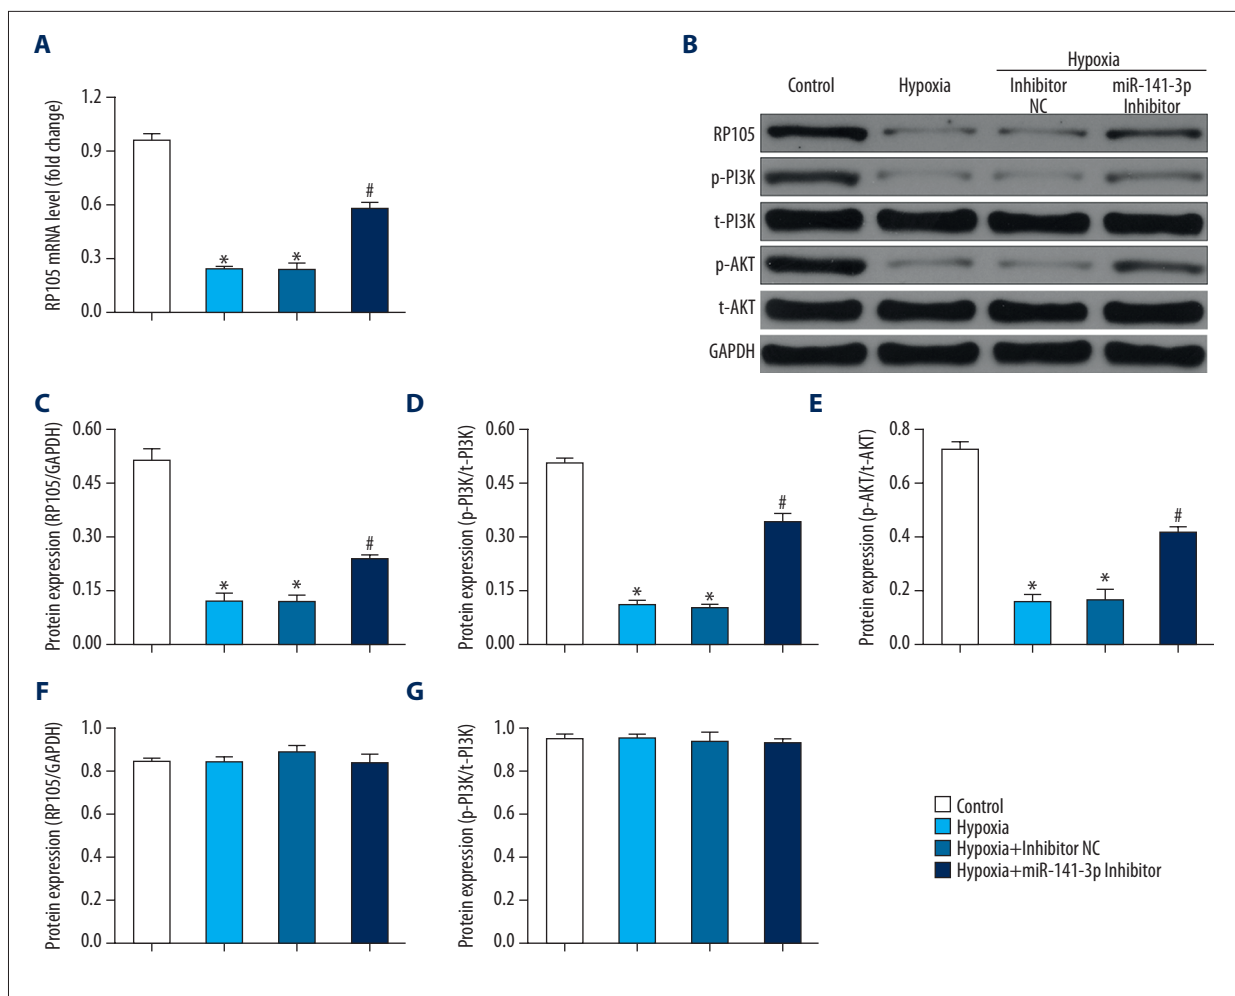 A
RP105 mRNA level (fold change)
1.2
0.9
0.6
0.3
0.0
*
*
#
B
Hypoxia
Control
Hypoxia
Inhibitor
NC
miR-141-3p
Inhibitor
RP105
p-PI3K
t-PI3K
p-AKT
t-AKT
GAPDH
C
Protein expression (RP105/GAPDH)
0.60
0.45
0.30
0.15
0.00
*
*
#
D
Protein expression (p-PI3K/t-PI3K)
0.60
0.45
0.30
0.15
0.00
*
*
#
E
Protein expression (p-AKT/t-AKT)
0.8
0.6
0.4
0.2
0.0
*
*
#
F
Protein expression (RP105/GAPDH)
1.0
0.8
0.6
0.4
0.2
0.0
G
Protein expression (p-PI3K/t-PI3K)
1.0
0.9
0.6
0.4
0.2
0.0
Control
Hypoxia
Hypoxia+Inhibitor NC
Hypoxia+miR-141-3p Inhibitor